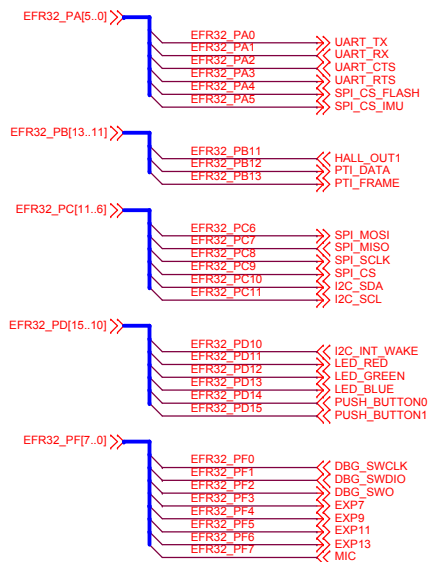 EFR32_PA[5..0]
EFR32_PA0 UART_TX
EFR32_PA1 UART_RX
EFR32_PA2 UART_CTS
EFR32_PA3 UART_RTS
EFR32_PA4 SPI_CS_FLASH
EFR32_PA5 SPI_CS_IMU
EFR32_PB[13..11]
EFR32_PB11 HALL_OUT1
EFR32_PB12 PTI_DATA
EFR32_PB13 PTI_FRAME
EFR32_PC[11..6]
EFR32_PC6 SPI_MOSI
EFR32_PC7 SPI_MISO
EFR32_PC8 SPI_SCLK
EFR32_PC9 SPI_CS
EFR32_PC10 I2C_SDA
EFR32_PC11 I2C_SCL
EFR32_PD[15..10]
EFR32_PD10 I2C_INT_WAKE
EFR32_PD11 LED_RED
EFR32_PD12 LED_GREEN
EFR32_PD13 LED_BLUE
EFR32_PD14 PUSH_BUTTON0
EFR32_PD15 PUSH_BUTTON1
EFR32_PF[7..0]
EFR32_PF0 DBG_SWCLK
EFR32_PF1 DBG_SWDIO
EFR32_PF2 DBG_SWO
EFR32_PF3 EXP7
EFR32_PF4 EXP9
EFR32_PF5 EXP11
EFR32_PF6 EXP13
EFR32_PF7 MIC